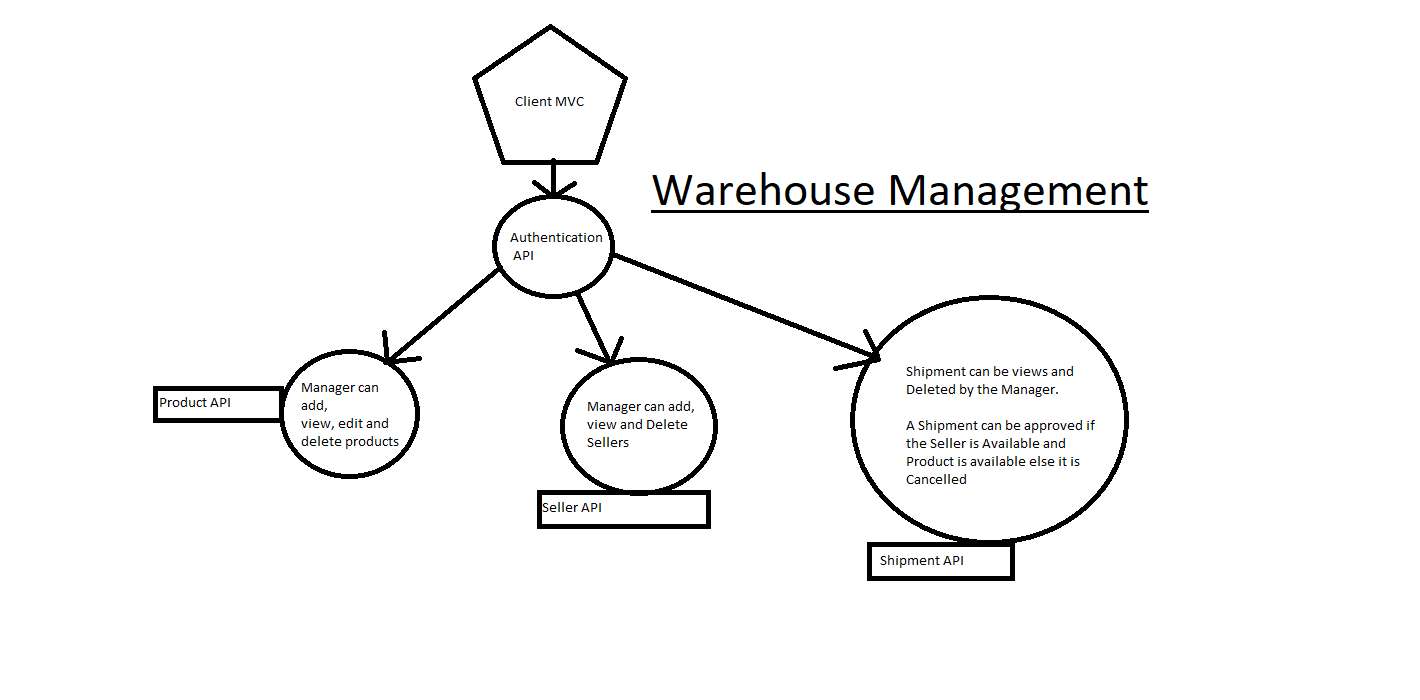 Client MVC
Warehouse Management
Authentication
API
Product API
Manager can
add,
view, edit and
delete products
Manager can add,
view and Delete
Sellers
Seller API
Shipment can be views and
Deleted by the Manager.
A Shipment can be approved if
the Seller is Available and
Product is available else it is
Cancelled
Shipment API